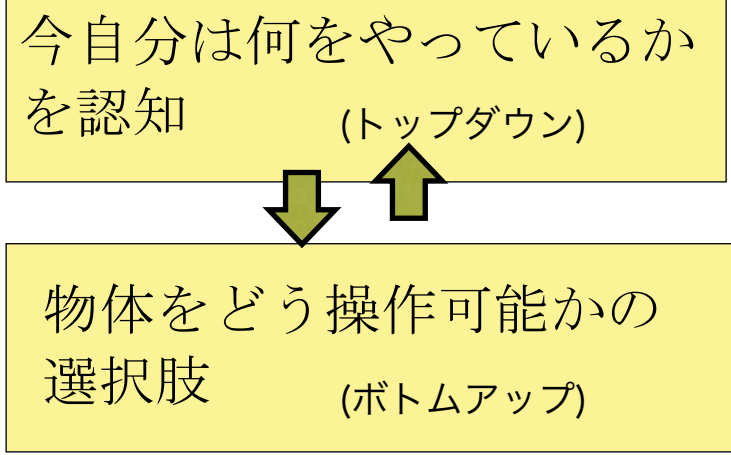 今自分は何をやっているか
を認知 (トップダウン)
物体をどう操作可能かの
選択肢 (ボトムアップ)